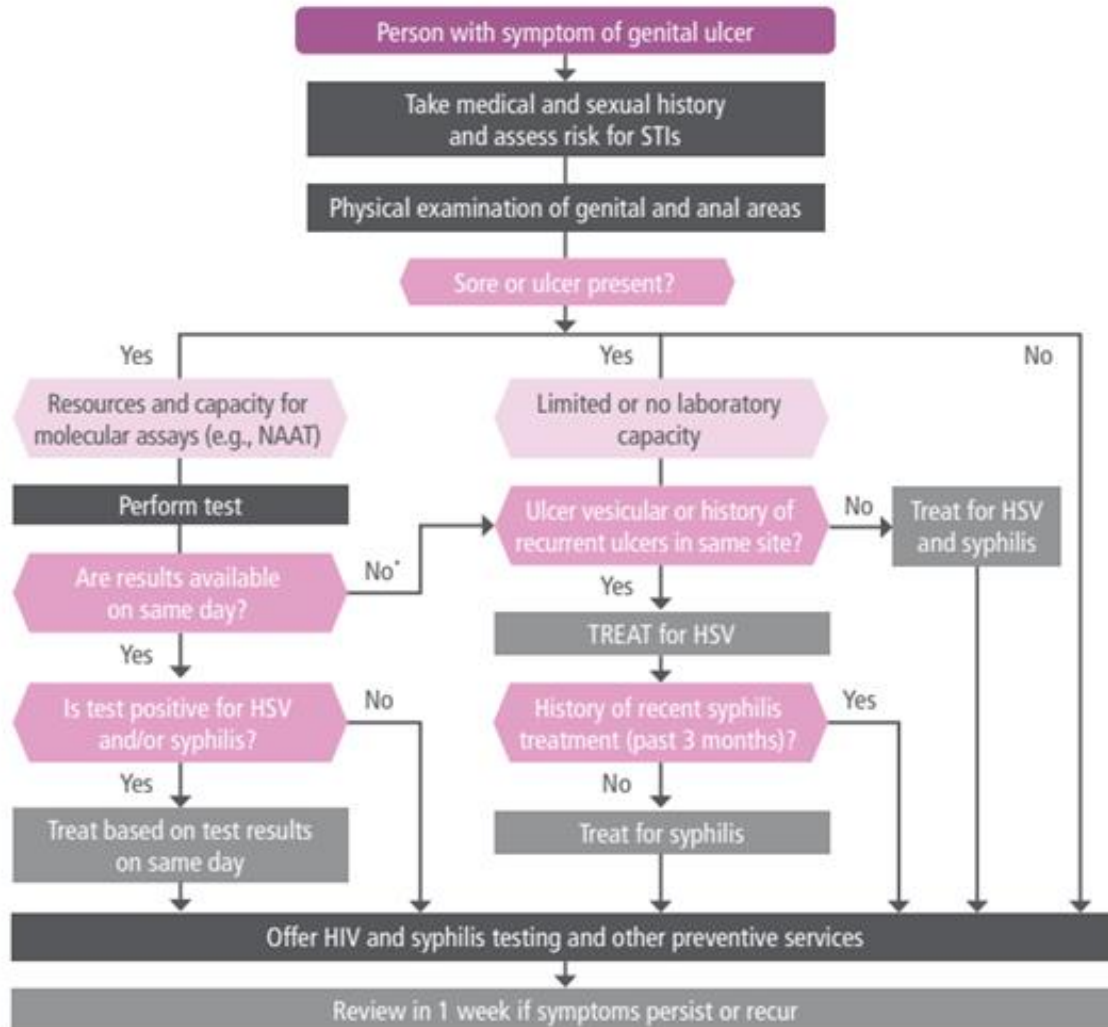 Person with symptom of genital ulcer
Take medical and sexual history
and assess risk for STIs
Physical examination of genital and anal areas
Sore or ulcer present?
Yes
Yes
No
Resources and capacity for
molecular assays (e.g., NAAT)
Limited or no laboratory
capacity
Perform test
Ulcer vesicular or history of
recurrent ulcers in same site?
No
Treat for HSV
and syphilis
Are results available
on same day?
No*
Yes
TREAT for HSV
Yes
Is test positive for HSV
and/or syphilis?
No
History of recent syphilis
treatment (past 3 months)?
Yes
Yes
No
Treat based on test results
on same day
Treat for syphilis
Offer HIV and syphilis testing and other preventive services
Review in 1 week if symptoms persist or recur